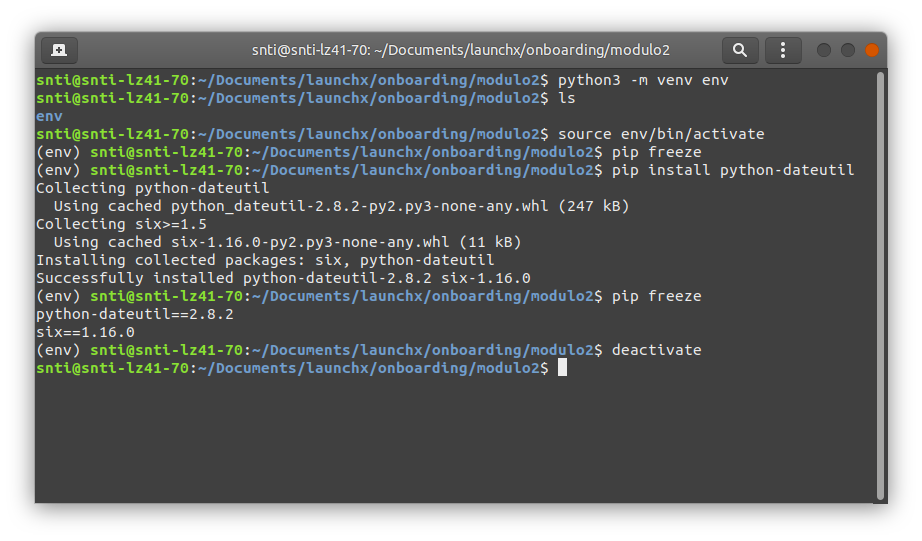 snti@snti-lz41-70: ~/Documents/launchx/onboarding/modulo2
snti@snti-lz41-70:~/Documents/launchx/onboarding/modulo2$ python3 -m venv env
snti@snti-lz41-70:~/Documents/launchx/onboarding/modulo2$ ls
env
snti@snti-lz41-70:~/Documents/launchx/onboarding/modulo2$ source env/bin/activate
(env) snti@snti-lz41-70:~/Documents/launchx/onboarding/modulo2$ pip freeze
(env) snti@snti-lz41-70:~/Documents/launchx/onboarding/modulo2$ pip install python-dateutil
Collecting python-dateutil
  Using cached python_dateutil-2.8.2-py2.py3-none-any.whl (247 kB)
Collecting six>=1.5
  Using cached six-1.16.0-py2.py3-none-any.whl (11 kB)
Installing collected packages: six, python-dateutil
Successfully installed python-dateutil-2.8.2 six-1.16.0
(env) snti@snti-lz41-70:~/Documents/launchx/onboarding/modulo2$ pip freeze
python-dateutil==2.8.2
six==1.16.0
(env) snti@snti-lz41-70:~/Documents/launchx/onboarding/modulo2$ deactivate
snti@snti-lz41-70:~/Documents/launchx/onboarding/modulo2$